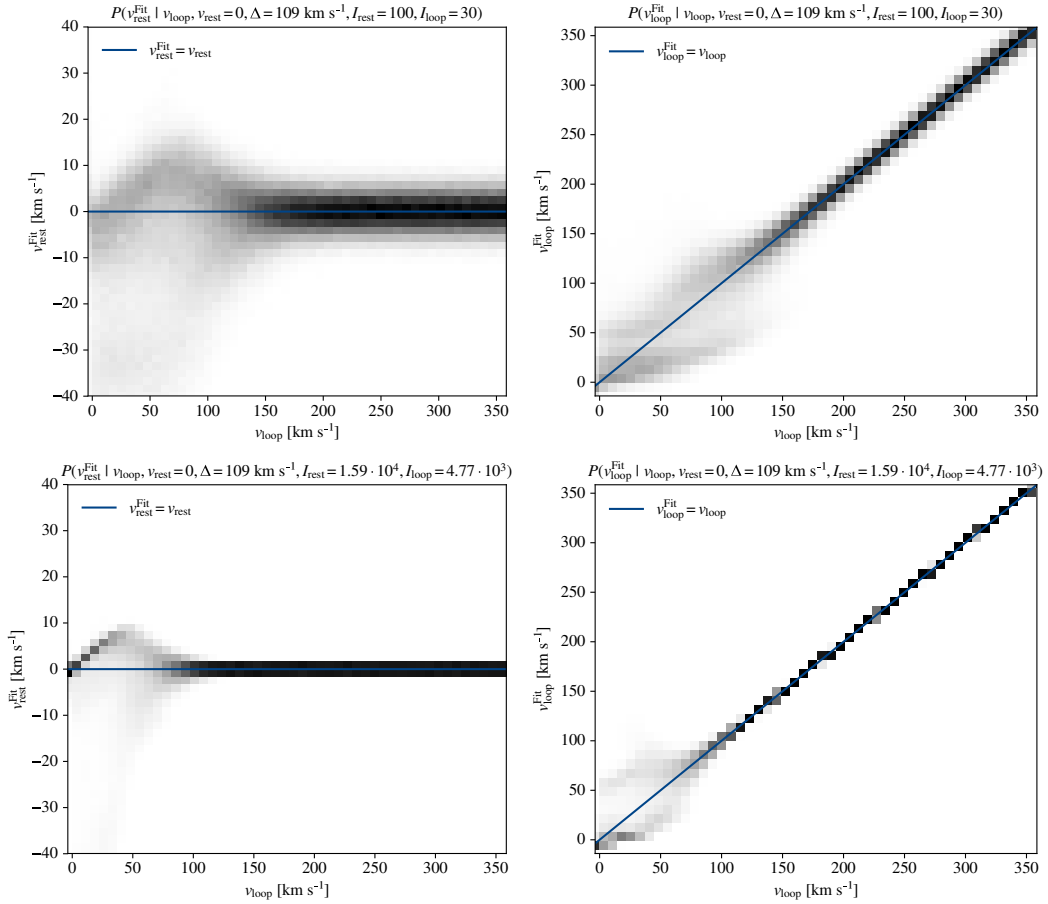 P(v_rest^Fit | v_loop, v_rest = 0, Δ = 109 km s⁻¹, I_rest = 100, I_loop = 30)
v_rest^Fit = v_rest
40
30
20
10
0
−10
−20
−30
−40
v_rest^Fit [km s⁻¹]
0 50 100 150 200 250 300 350
v_loop [km s⁻¹]
P(v_loop^Fit | v_loop, v_rest = 0, Δ = 109 km s⁻¹, I_rest = 100, I_loop = 30)
v_loop^Fit = v_loop
350
300
250
200
150
100
50
0
v_loop^Fit [km s⁻¹]
0 50 100 150 200 250 300 350
v_loop [km s⁻¹]
P(v_rest^Fit | v_loop, v_rest = 0, Δ = 109 km s⁻¹, I_rest = 1.59 · 10⁴, I_loop = 4.77 · 10³)
v_rest^Fit = v_rest
40
30
20
10
0
−10
−20
−30
−40
v_rest^Fit [km s⁻¹]
0 50 100 150 200 250 300 350
v_loop [km s⁻¹]
P(v_loop^Fit | v_loop, v_rest = 0, Δ = 109 km s⁻¹, I_rest = 1.59 · 10⁴, I_loop = 4.77 · 10³)
v_loop^Fit = v_loop
350
300
250
200
150
100
50
0
v_loop^Fit [km s⁻¹]
0 50 100 150 200 250 300 350
v_loop [km s⁻¹]